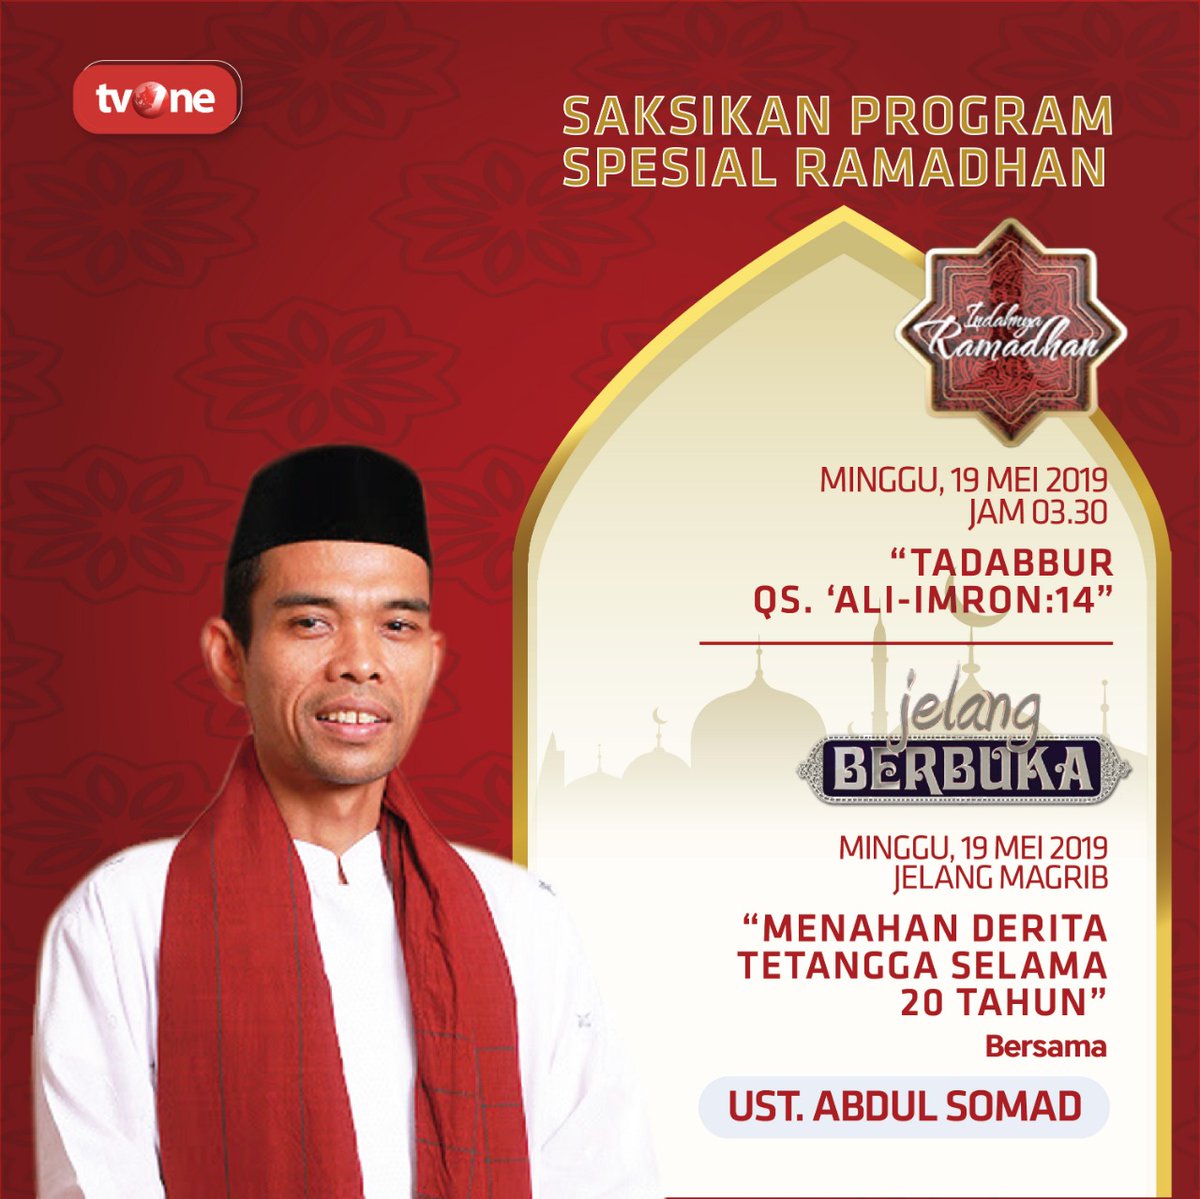 tvOne
SAKSIKAN PROGRAM
SPESIAL RAMADHAN
Indahnya
Ramadhan
MINGGU, 19 MEI 2019
JAM 03.30
“TADABBUR
QS. ‘ALI-IMRON:14”
jelang
BERBUKA
MINGGU, 19 MEI 2019
JELANG MAGRIB
“MENAHAN DERITA
TETANGGA SELAMA
20 TAHUN”
Bersama
UST. ABDUL SOMAD